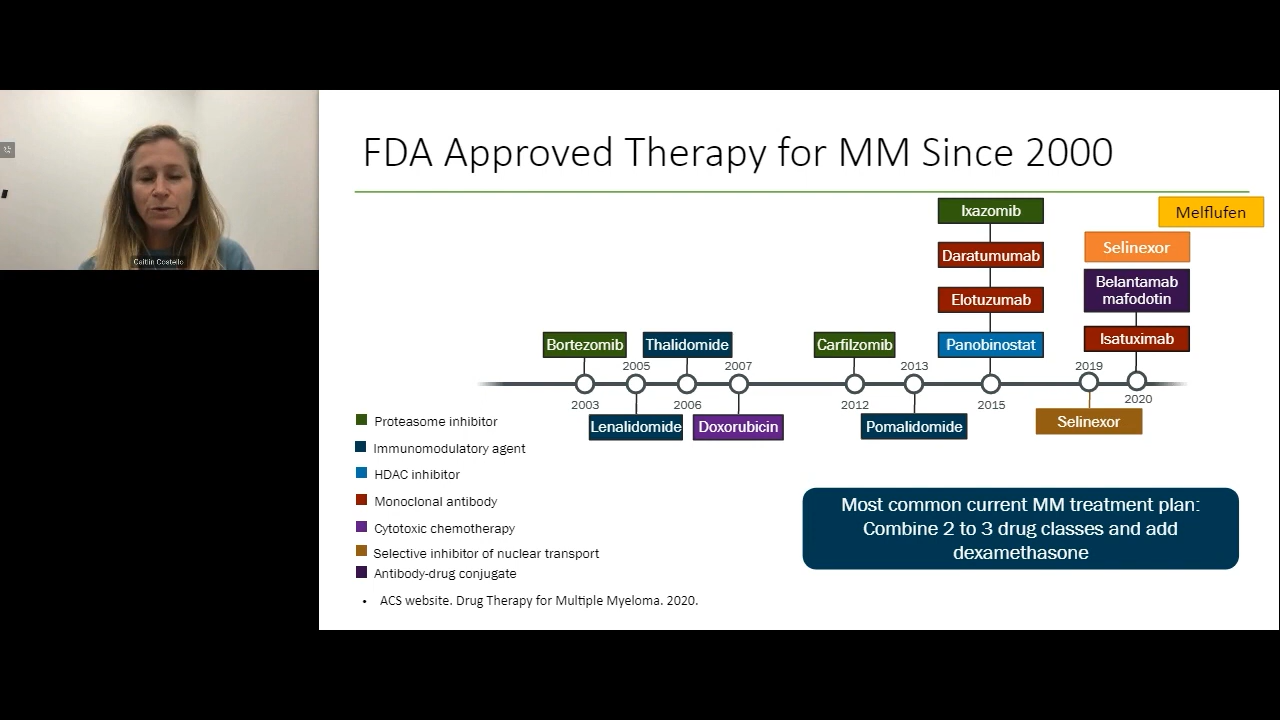 Caitlin Costello
FDA Approved Therapy for MM Since 2000
Melflufen
Ixazomib
Selinexor
Daratumumab
Belantamab
mafodotin
Elotuzumab
Isatuximab
Bortezomib
Thalidomide
Carfilzomib
Panobinostat
2005
2007
2013
2019
2003
2006
2012
2015
2020
Lenalidomide
Doxorubicin
Pomalidomide
Selinexor
Proteasome inhibitor
Immunomodulatory agent
HDAC inhibitor
Monoclonal antibody
Cytotoxic chemotherapy
Selective inhibitor of nuclear transport
Antibody-drug conjugate
Most common current MM treatment plan:
Combine 2 to 3 drug classes and add
dexamethasone
• ACS website. Drug Therapy for Multiple Myeloma. 2020.